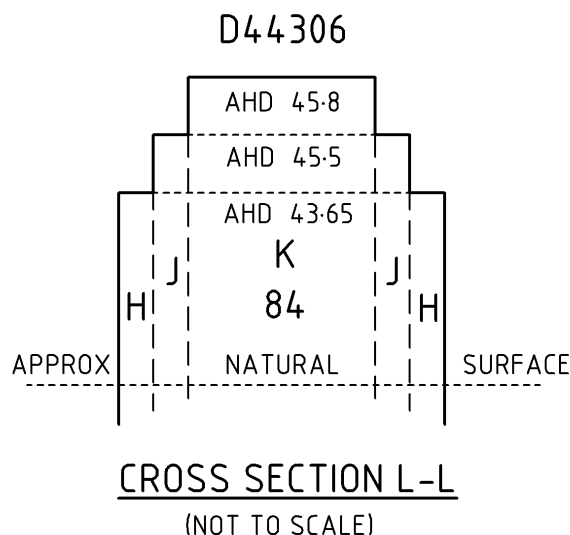 D44306
AHD 45·8
AHD 45·5
AHD 43·65
K
J J
84
H H
APPROX NATURAL SURFACE
CROSS SECTION L-L
(NOT TO SCALE)